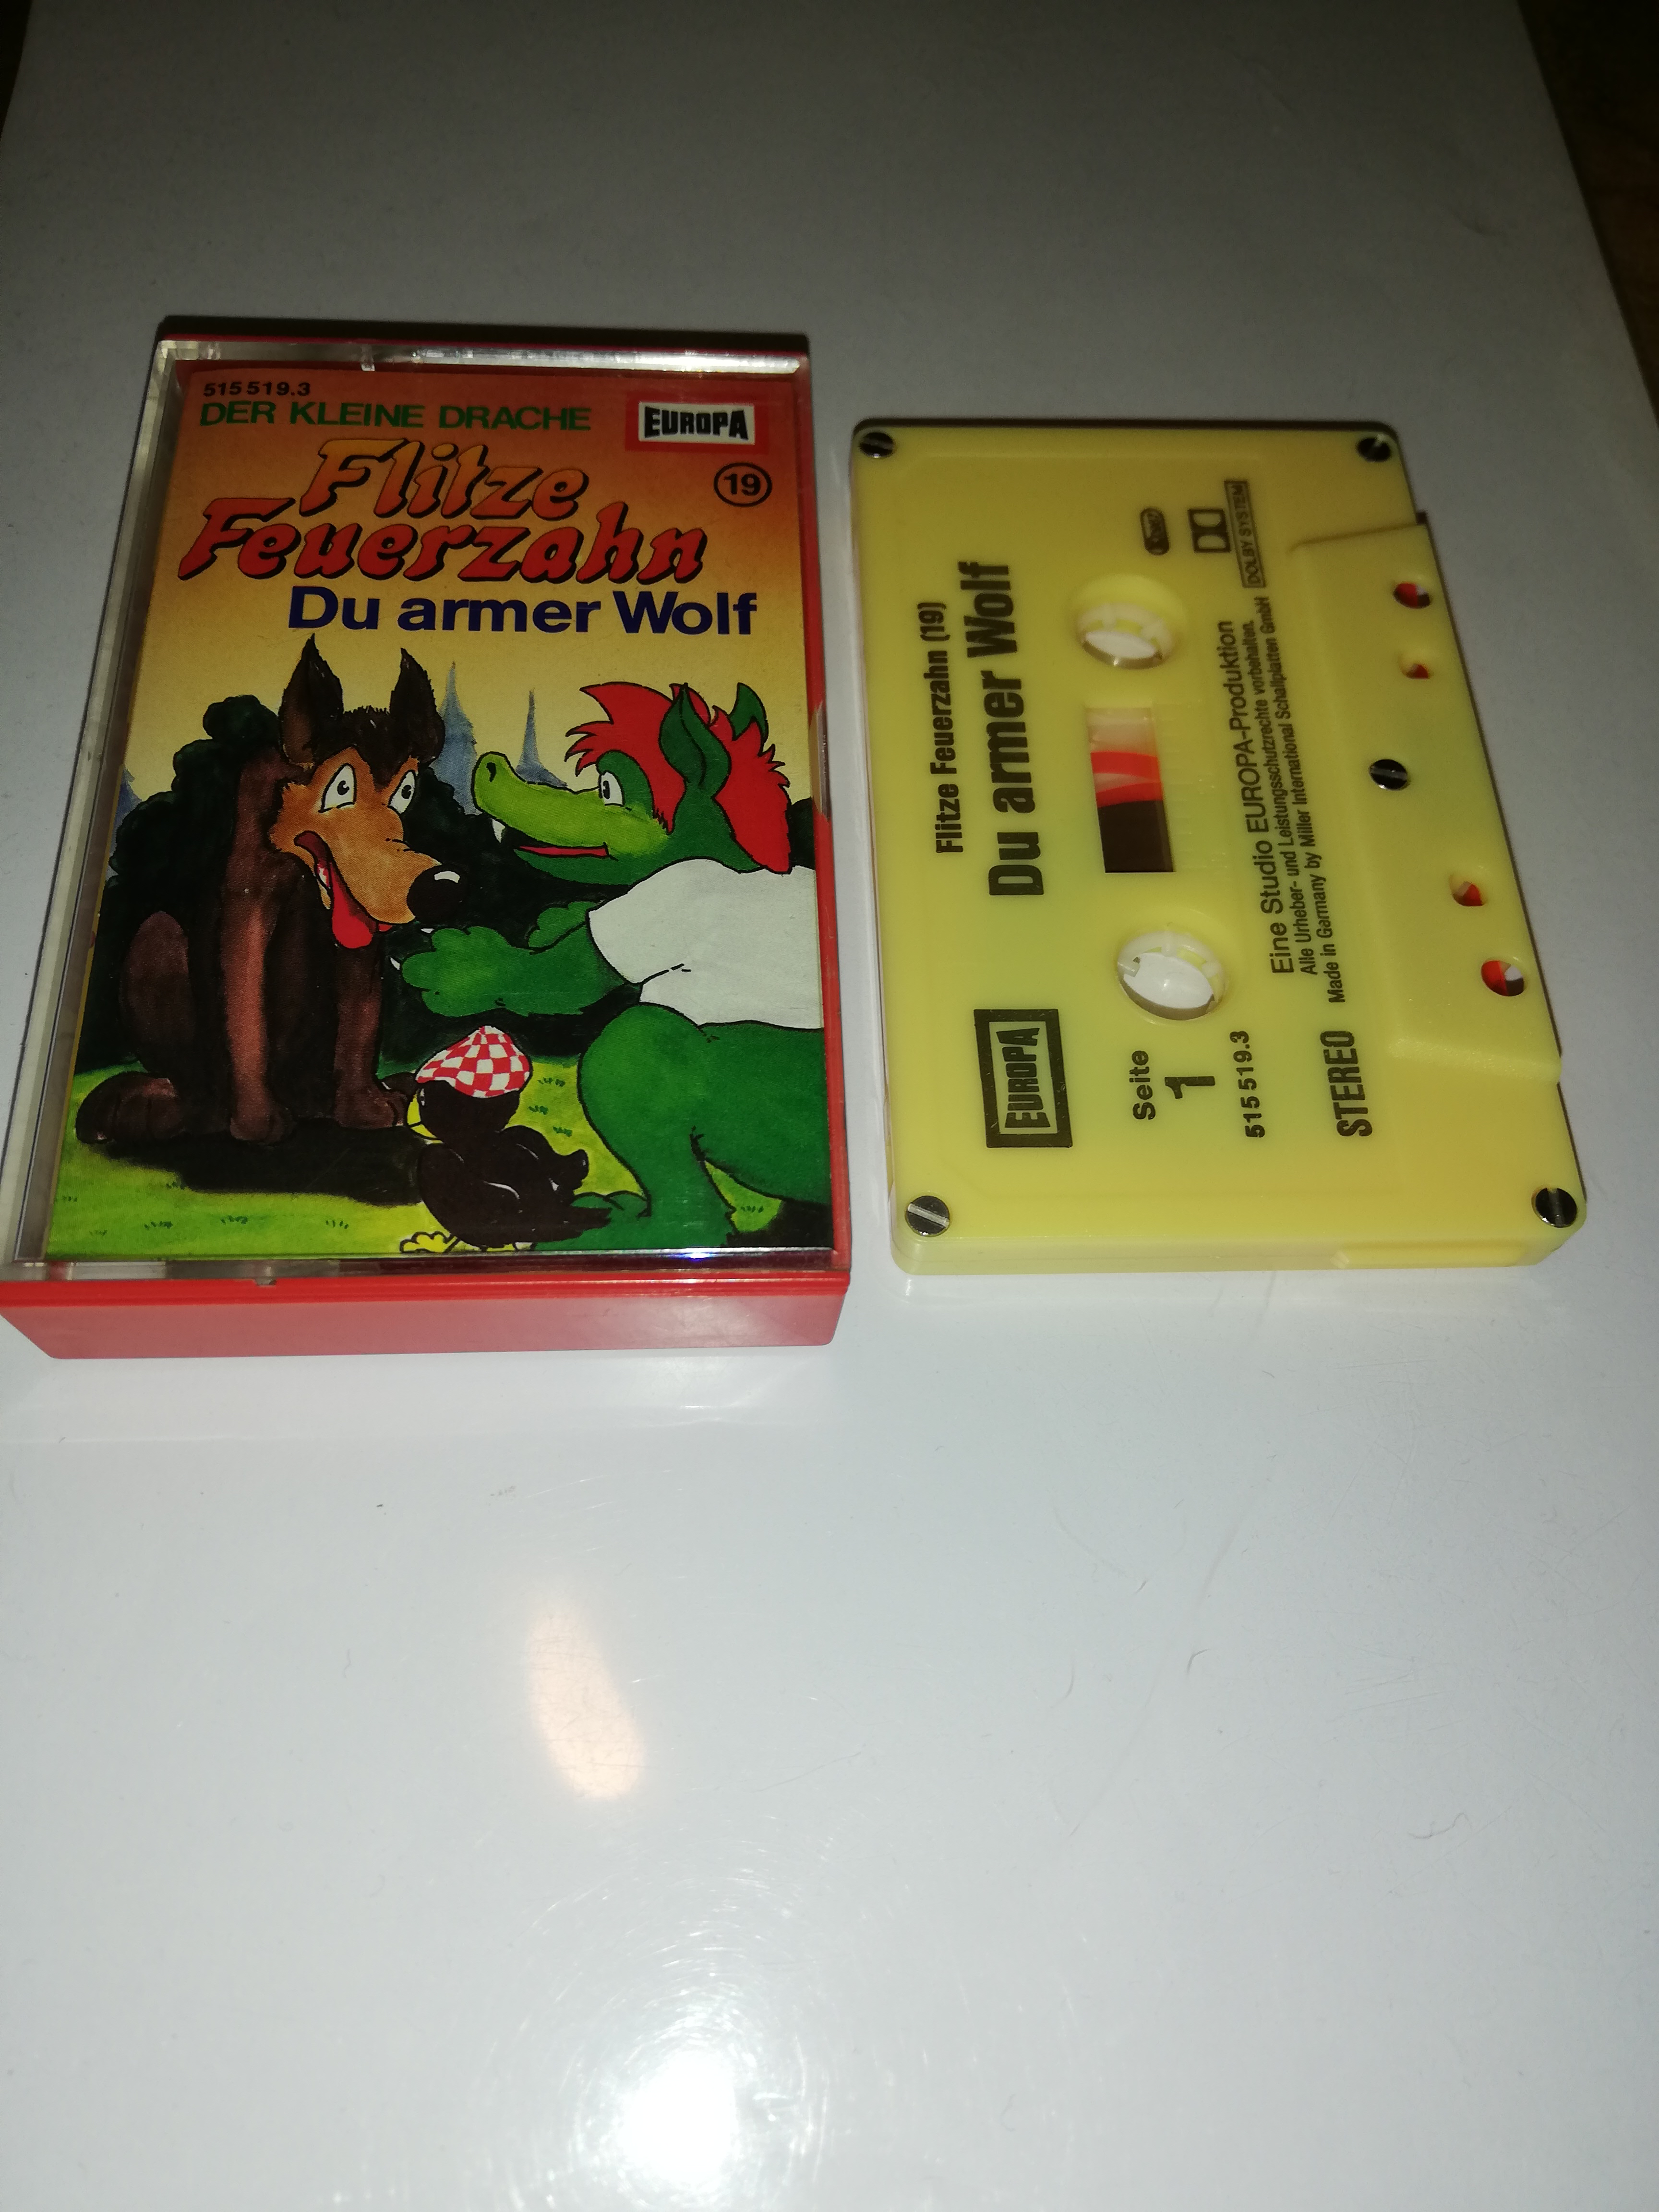 515 519.3
DER KLEINE DRACHE
EUROPA
Flitze
19
Feuerzahn
Du armer Wolf
Flitze Feuerzahn (19)
Du armer Wolf
EUROPA
Seite
1
515 519.3
STEREO
DOLBY SYSTEM
Eine Studio EUROPA-Produktion
Alle Urheber- und Leistungsschutzrechte vorbehalten.
Made in Germany by Miller International Schallplatten GmbH